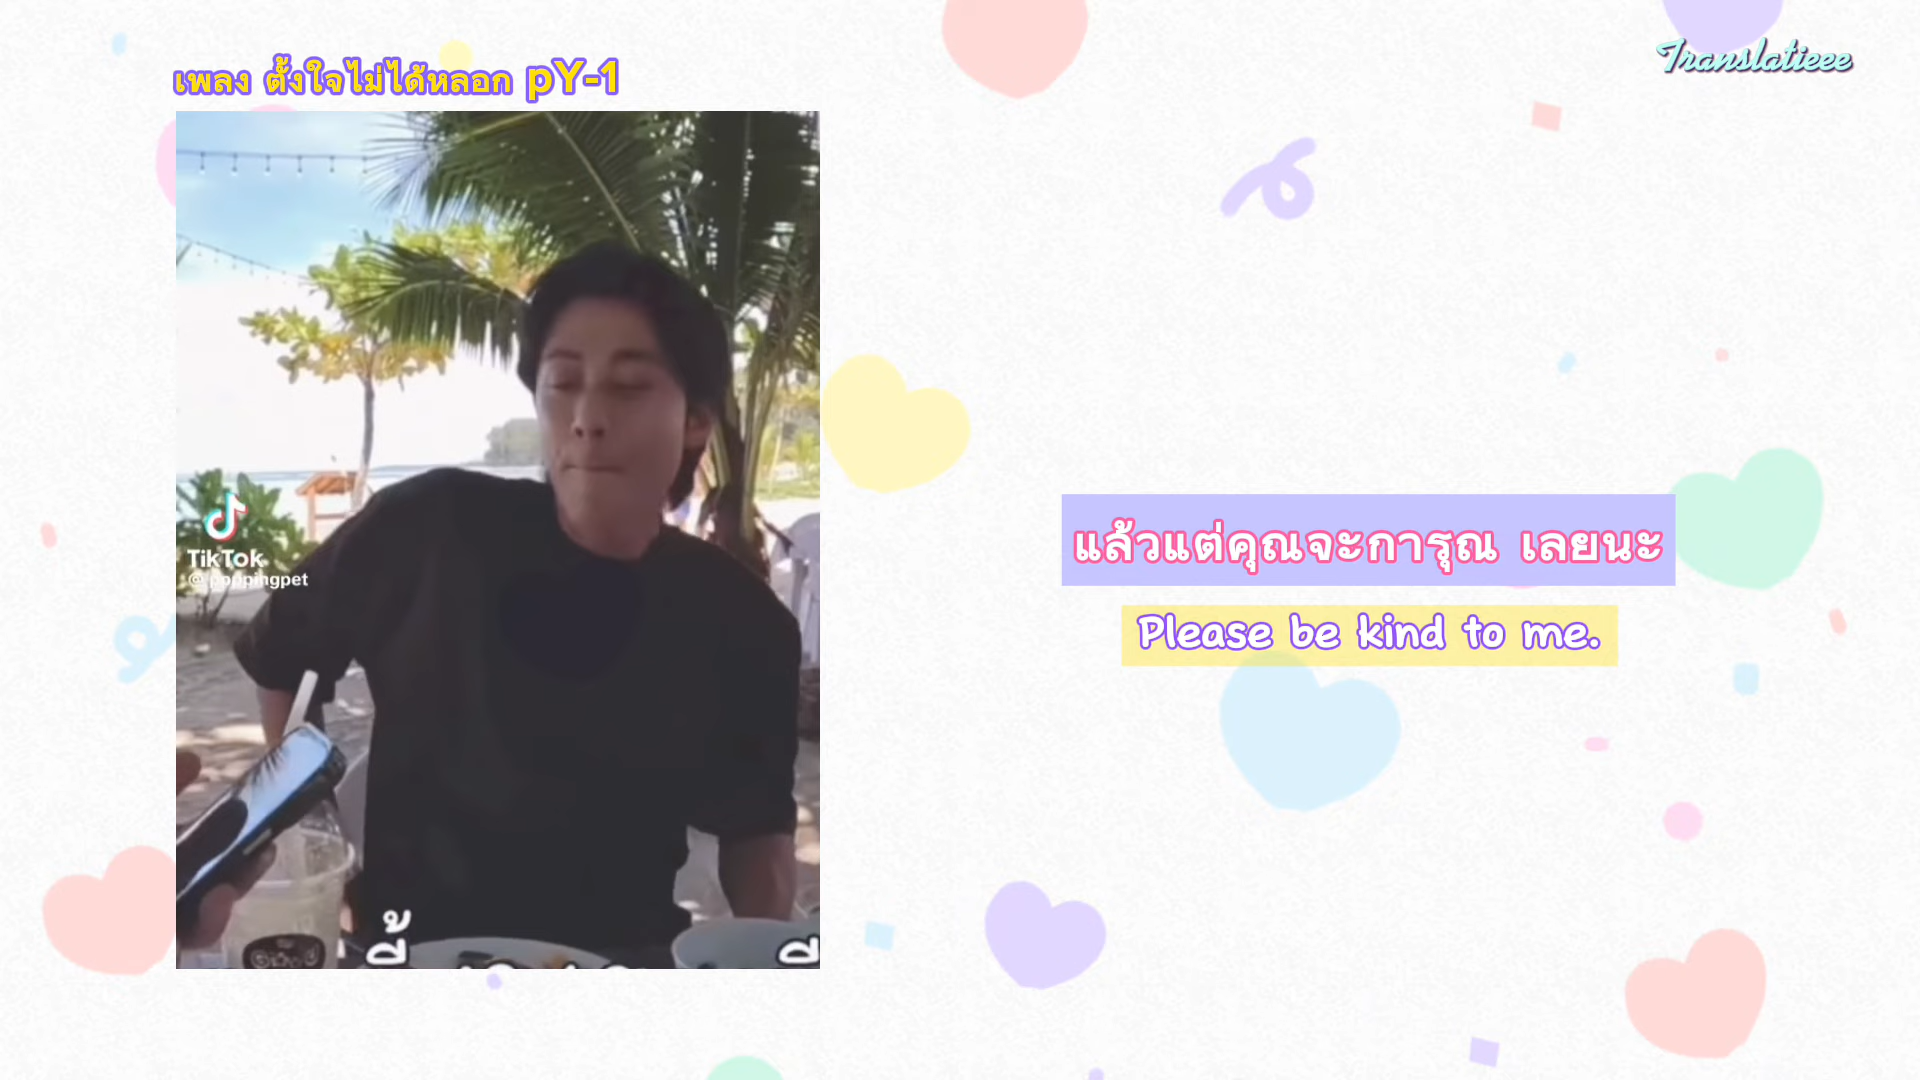 Translatieee
เพลง ตั้งใจไม่ได้หลอก pY-1
TikTok
@ poppingpet
แล้วแต่คุณจะการุณ เลยนะ
Please be kind to me.